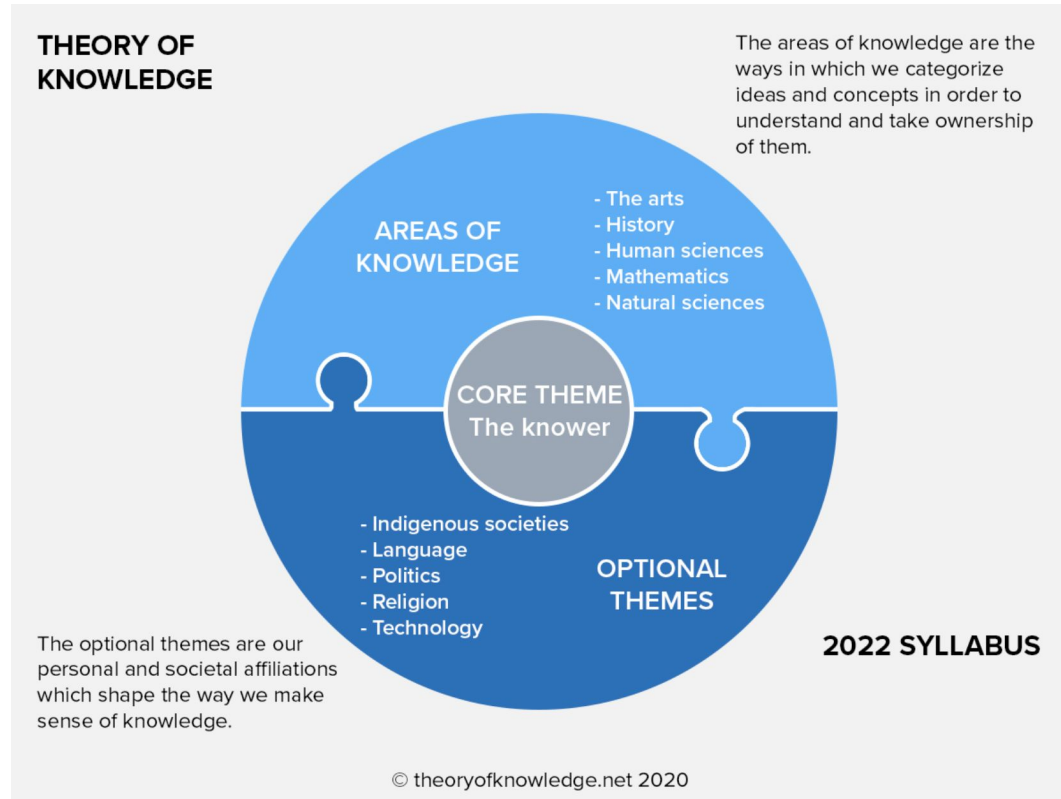 THEORY OF
KNOWLEDGE
The areas of knowledge are the
ways in which we categorize
ideas and concepts in order to
understand and take ownership
of them.
AREAS OF
KNOWLEDGE
- The arts
- History
- Human sciences
- Mathematics
- Natural sciences
CORE THEME
The knower
- Indigenous societies
- Language
- Politics
- Religion
- Technology
OPTIONAL
THEMES
The optional themes are our
personal and societal affiliations
which shape the way we make
sense of knowledge.
2022 SYLLABUS
© theoryofknowledge.net 2020